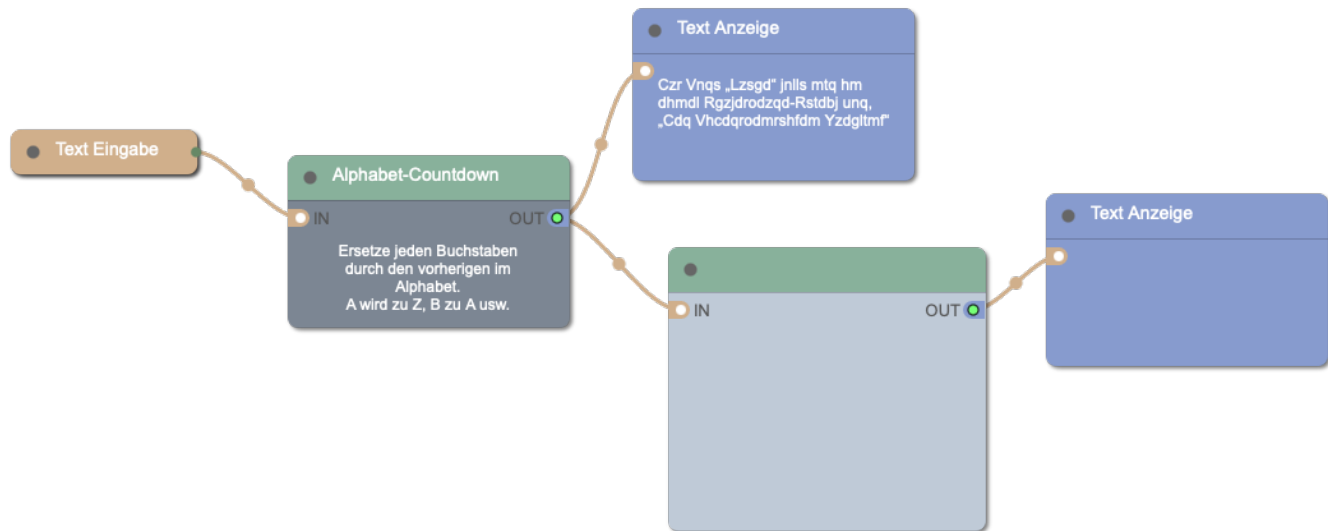 Text Eingabe
Alphabet-Countdown
IN
OUT
Ersetze jeden Buchstaben
durch den vorherigen im
Alphabet.
A wird zu Z, B zu A usw.
Text Anzeige
Czr Vnqs „Lzsgd“ jnlls mtq hm
dhmdl Rgzjdrodzqd-Rstdbj unq,
„Cdq Vhcdqrodmrshfdm Yzdgltmf“
IN
OUT
Text Anzeige